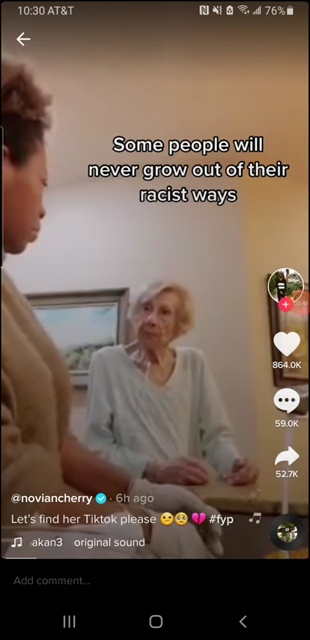 10:30 AT&T 76%
Some people will
never grow out of their
racist ways
864.0K
59.0K
52.7K
@noviancherry · 6h ago
Let's find her Tiktok please 😕🥺💔 #fyp
akan3 original sound
Add comment...